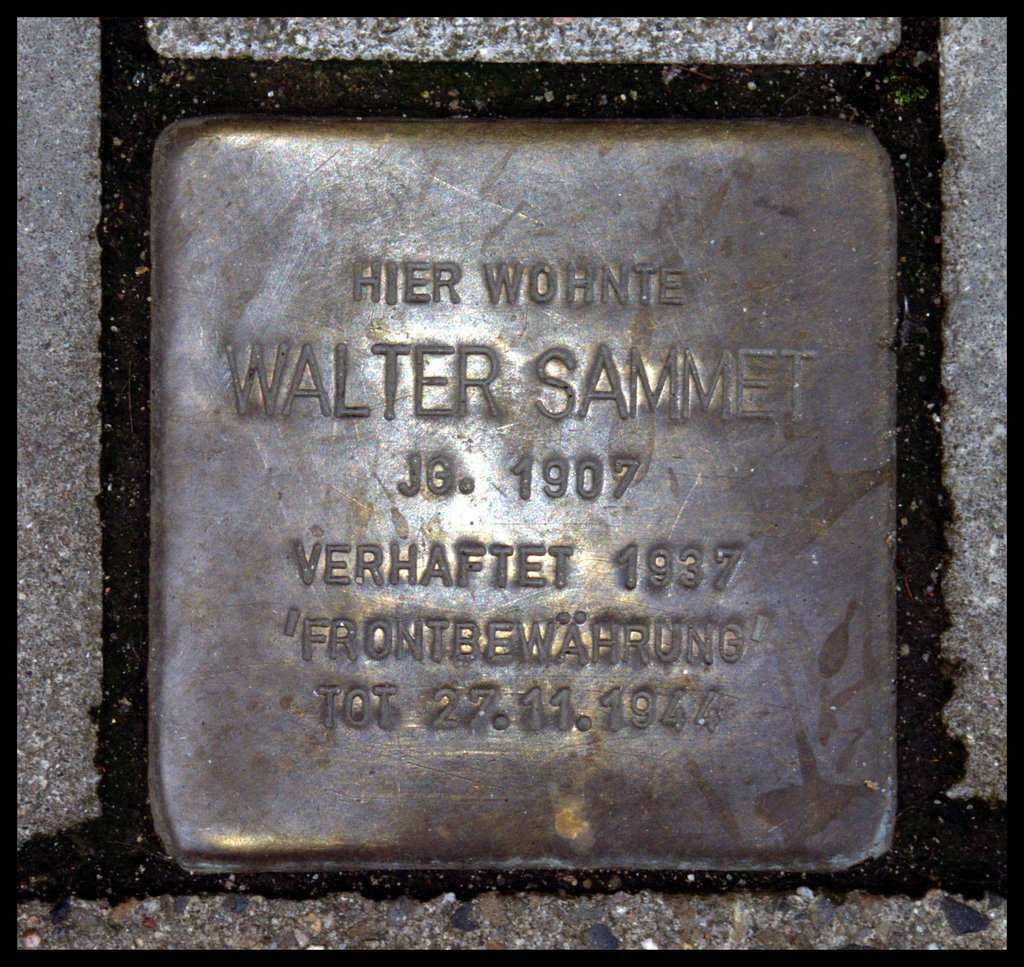 HIER WOHNTE
WALTER SAMMET
JG. 1907
VERHAFTET 1937
'FRONTBEWÄHRUNG'
TOT 27.11.1944